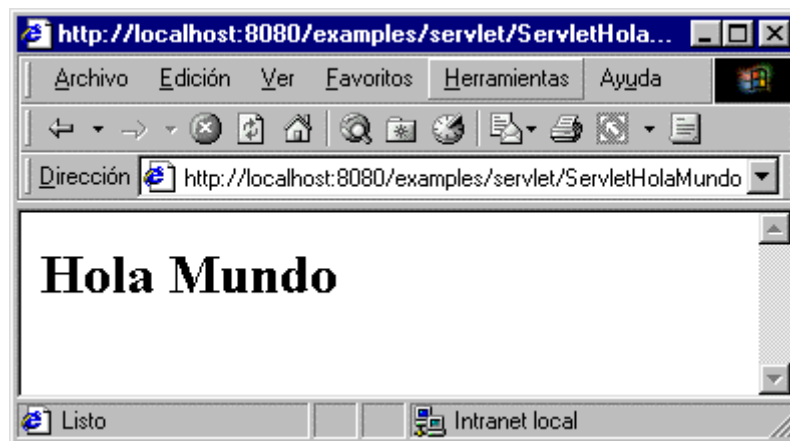 http://localhost:8080/examples/servlet/ServletHola...
Archivo Edición Ver Favoritos Herramientas Ayuda
Dirección http://localhost:8080/examples/servlet/ServletHolaMundo
Hola Mundo
Listo Intranet local